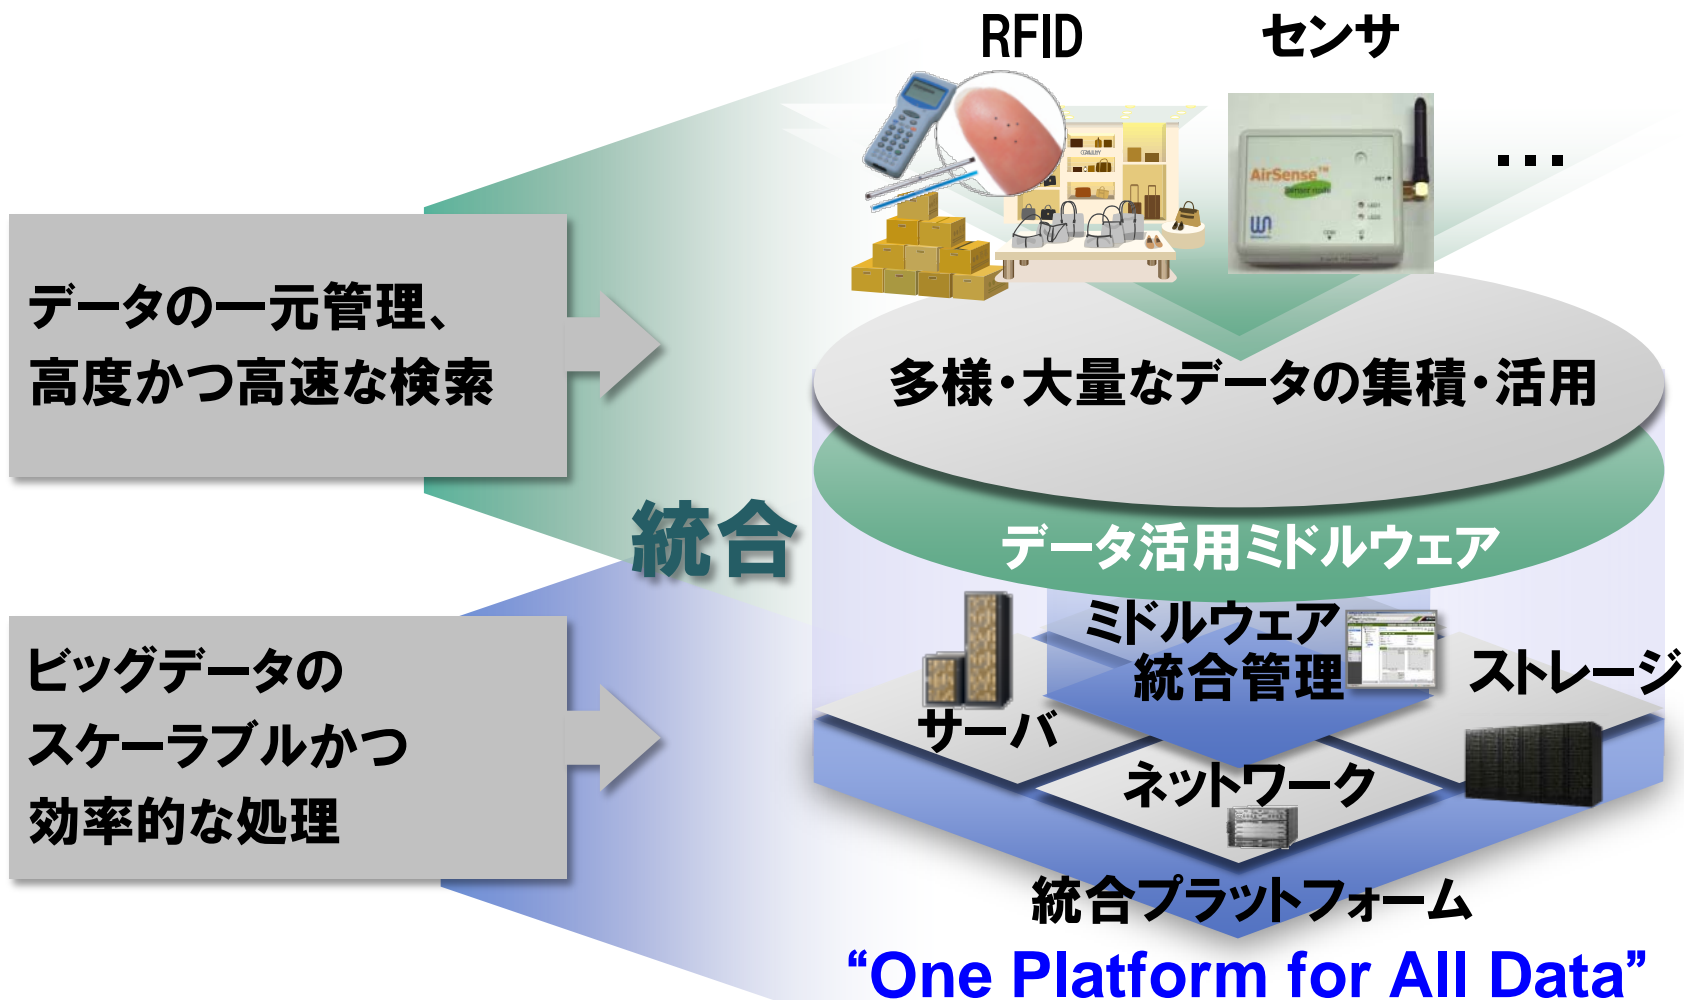 RFID
センサ
AirSense™
Sensor node
…
データの一元管理、
高度かつ高速な検索
多様・大量なデータの集積・活用
統合
データ活用ミドルウェア
ビッグデータの
スケーラブルかつ
効率的な処理
ミドルウェア
統合管理
サーバ
ストレージ
ネットワーク
統合プラットフォーム
“One Platform for All Data”